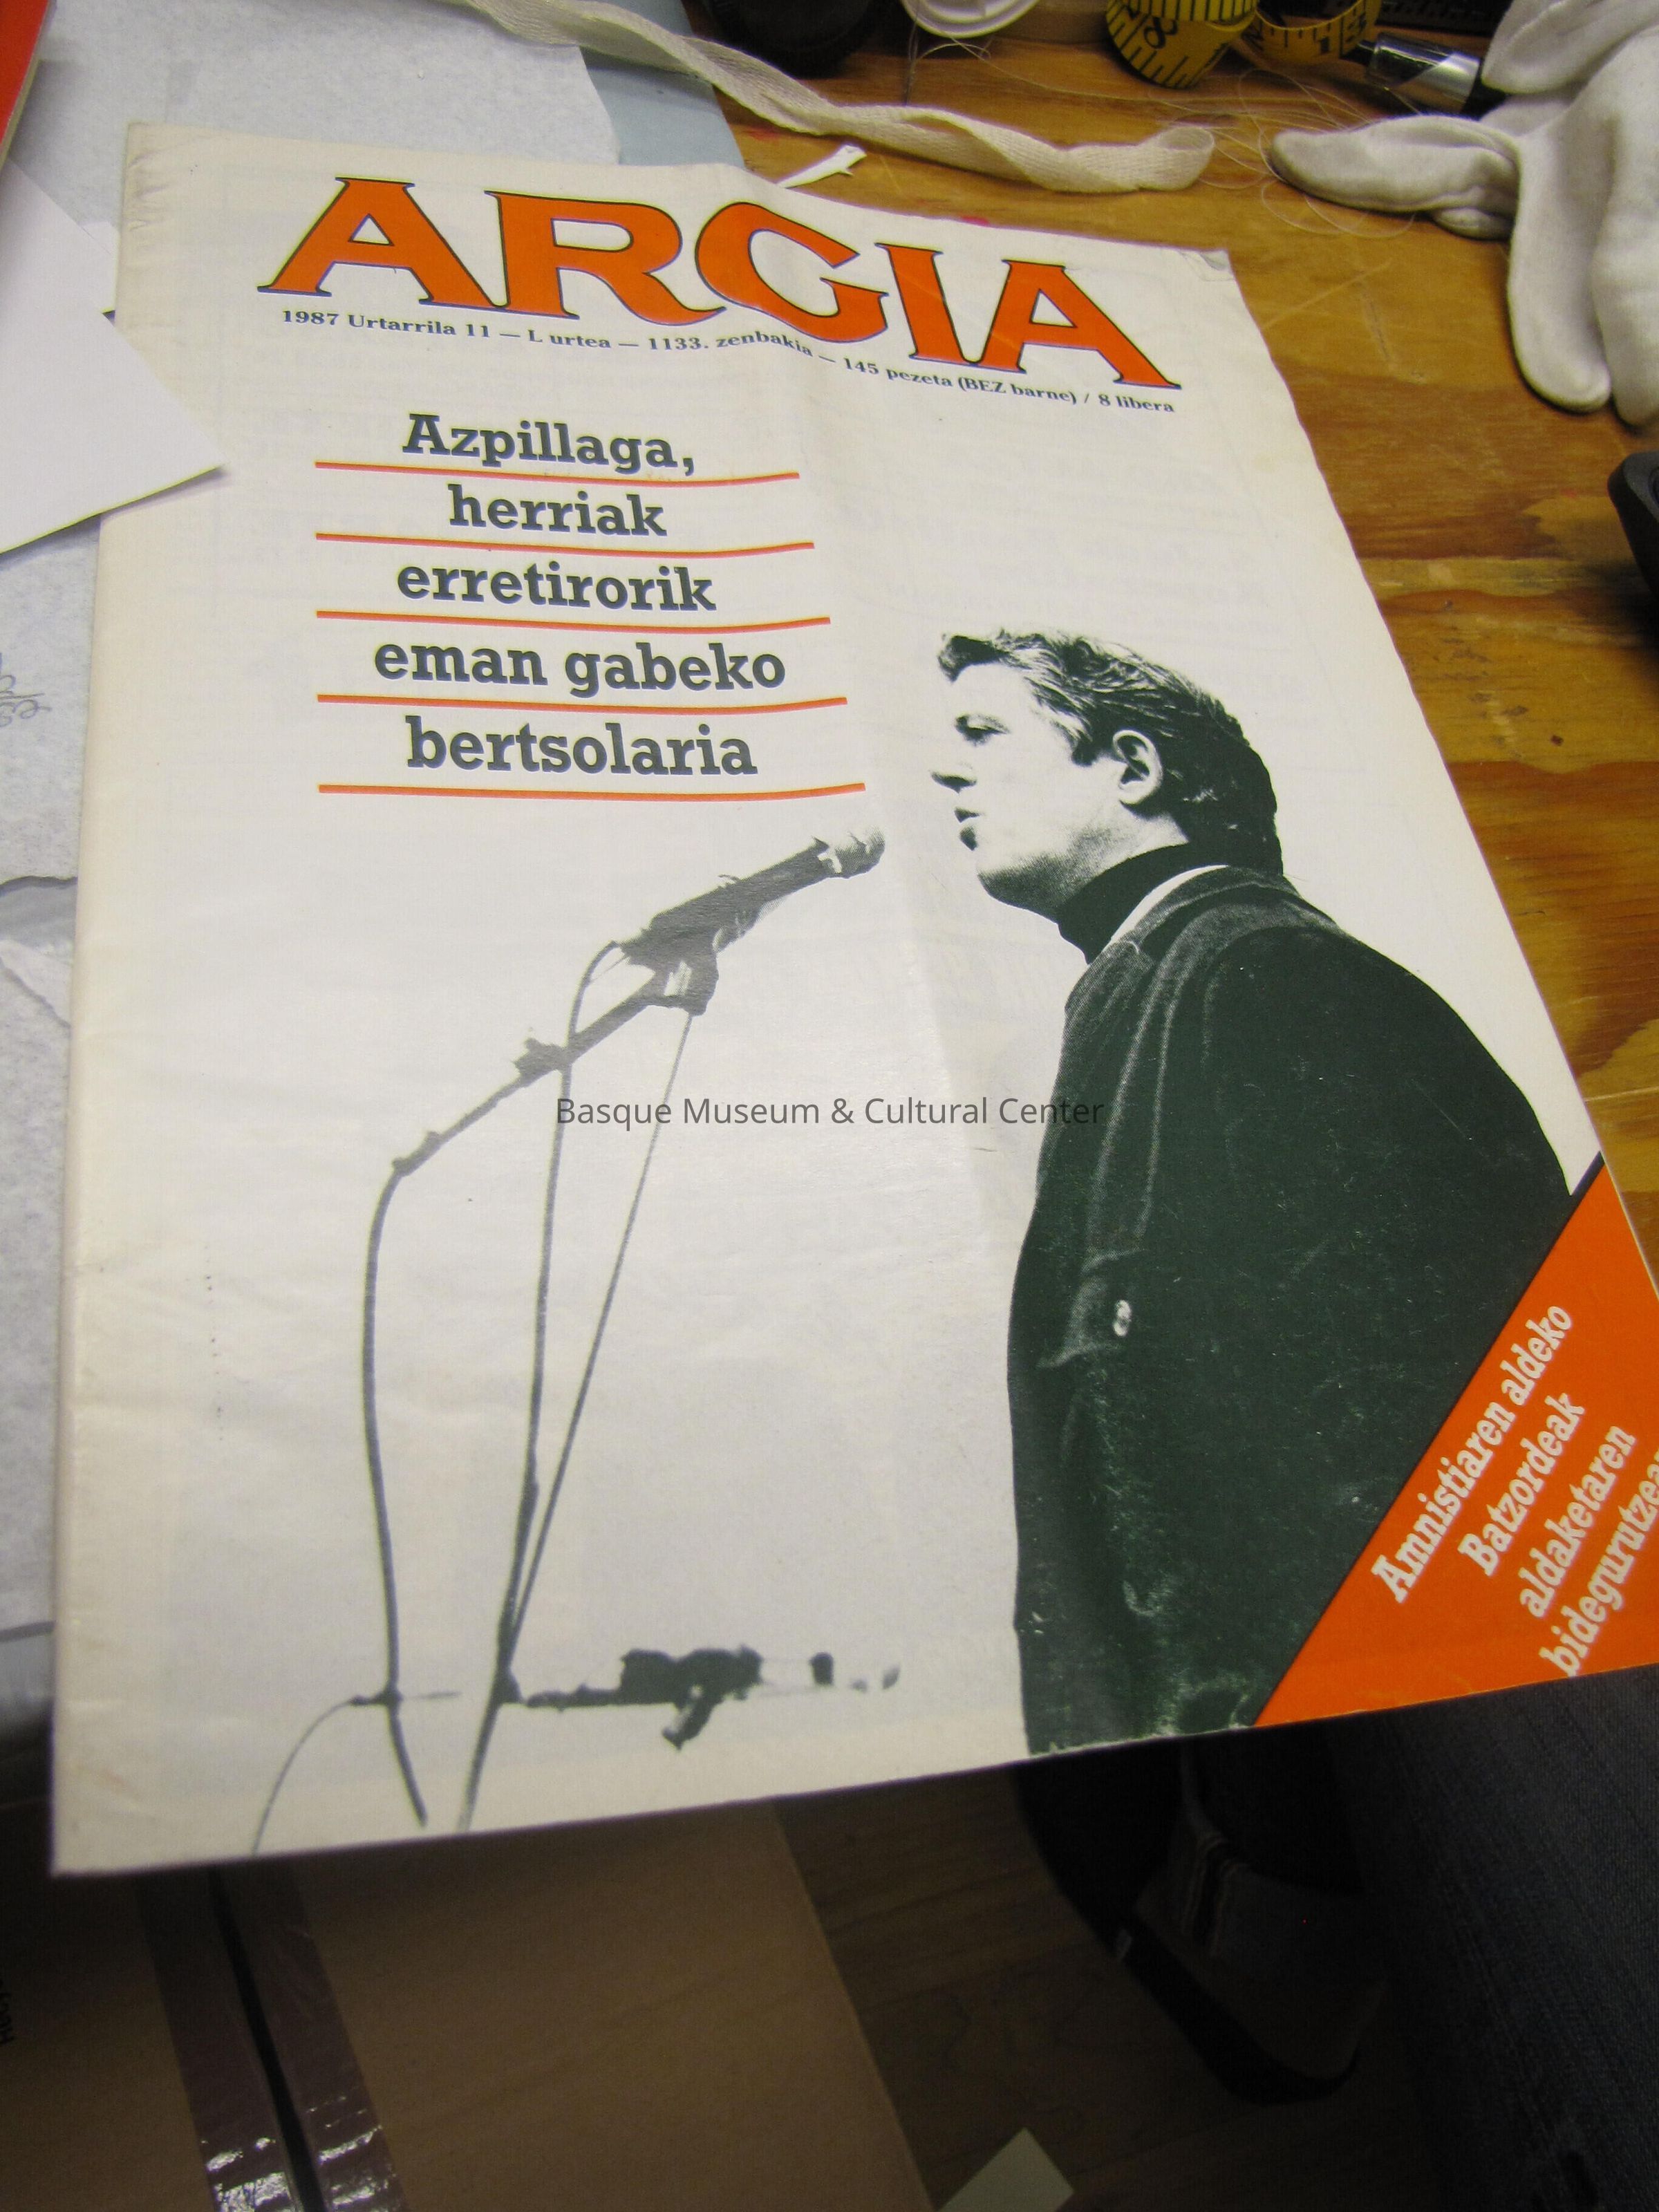 ARGIA
1987 Urtarrila 11 — L urtea — 1133. zenbakia — 145 pezeta (BEZ barne) / 8 libera
Azpillaga,
herriak
erretirorik
eman gabeko
bertsolaria
Basque Museum & Cultural Center
Amnistiaren aldeko
Batzordeak
aldaketaren